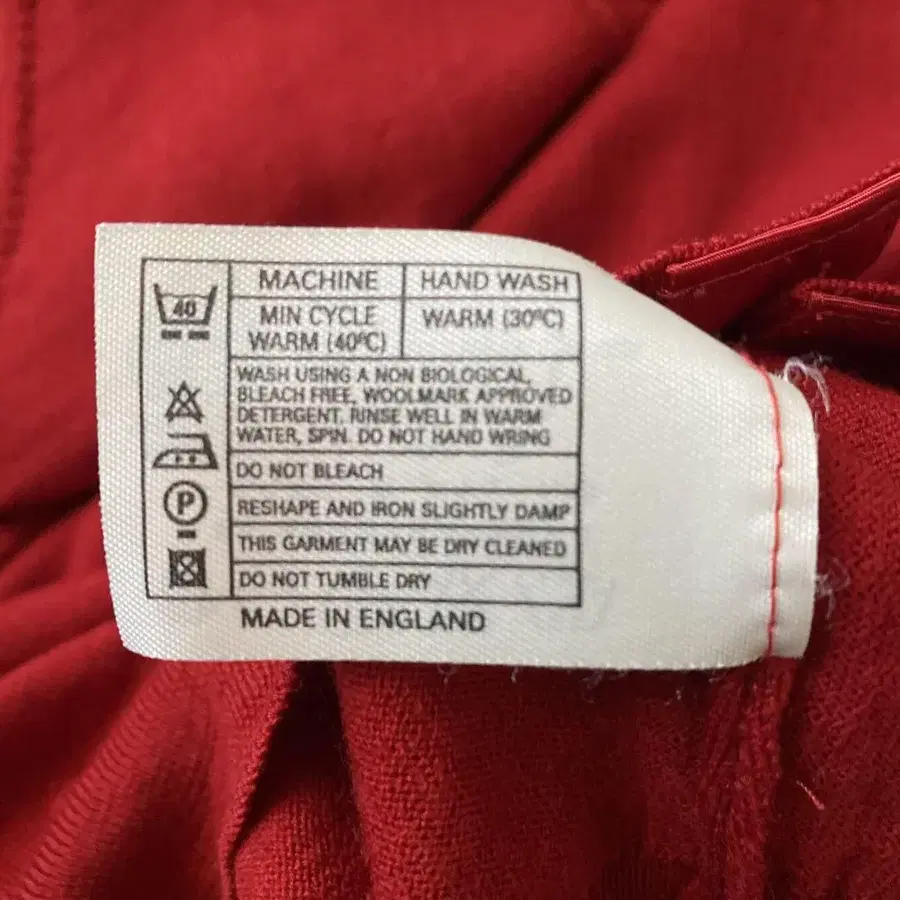 40
MACHINE
HAND WASH
MIN CYCLE
WARM (40ºC)
WARM (30ºC)
WASH USING A NON BIOLOGICAL,
BLEACH FREE, WOOLMARK APPROVED
DETERGENT, RINSE WELL IN WARM
WATER, SPIN. DO NOT HAND WRING
DO NOT BLEACH
RESHAPE AND IRON SLIGHTLY DAMP
P
THIS GARMENT MAY BE DRY CLEANED
DO NOT TUMBLE DRY
MADE IN ENGLAND